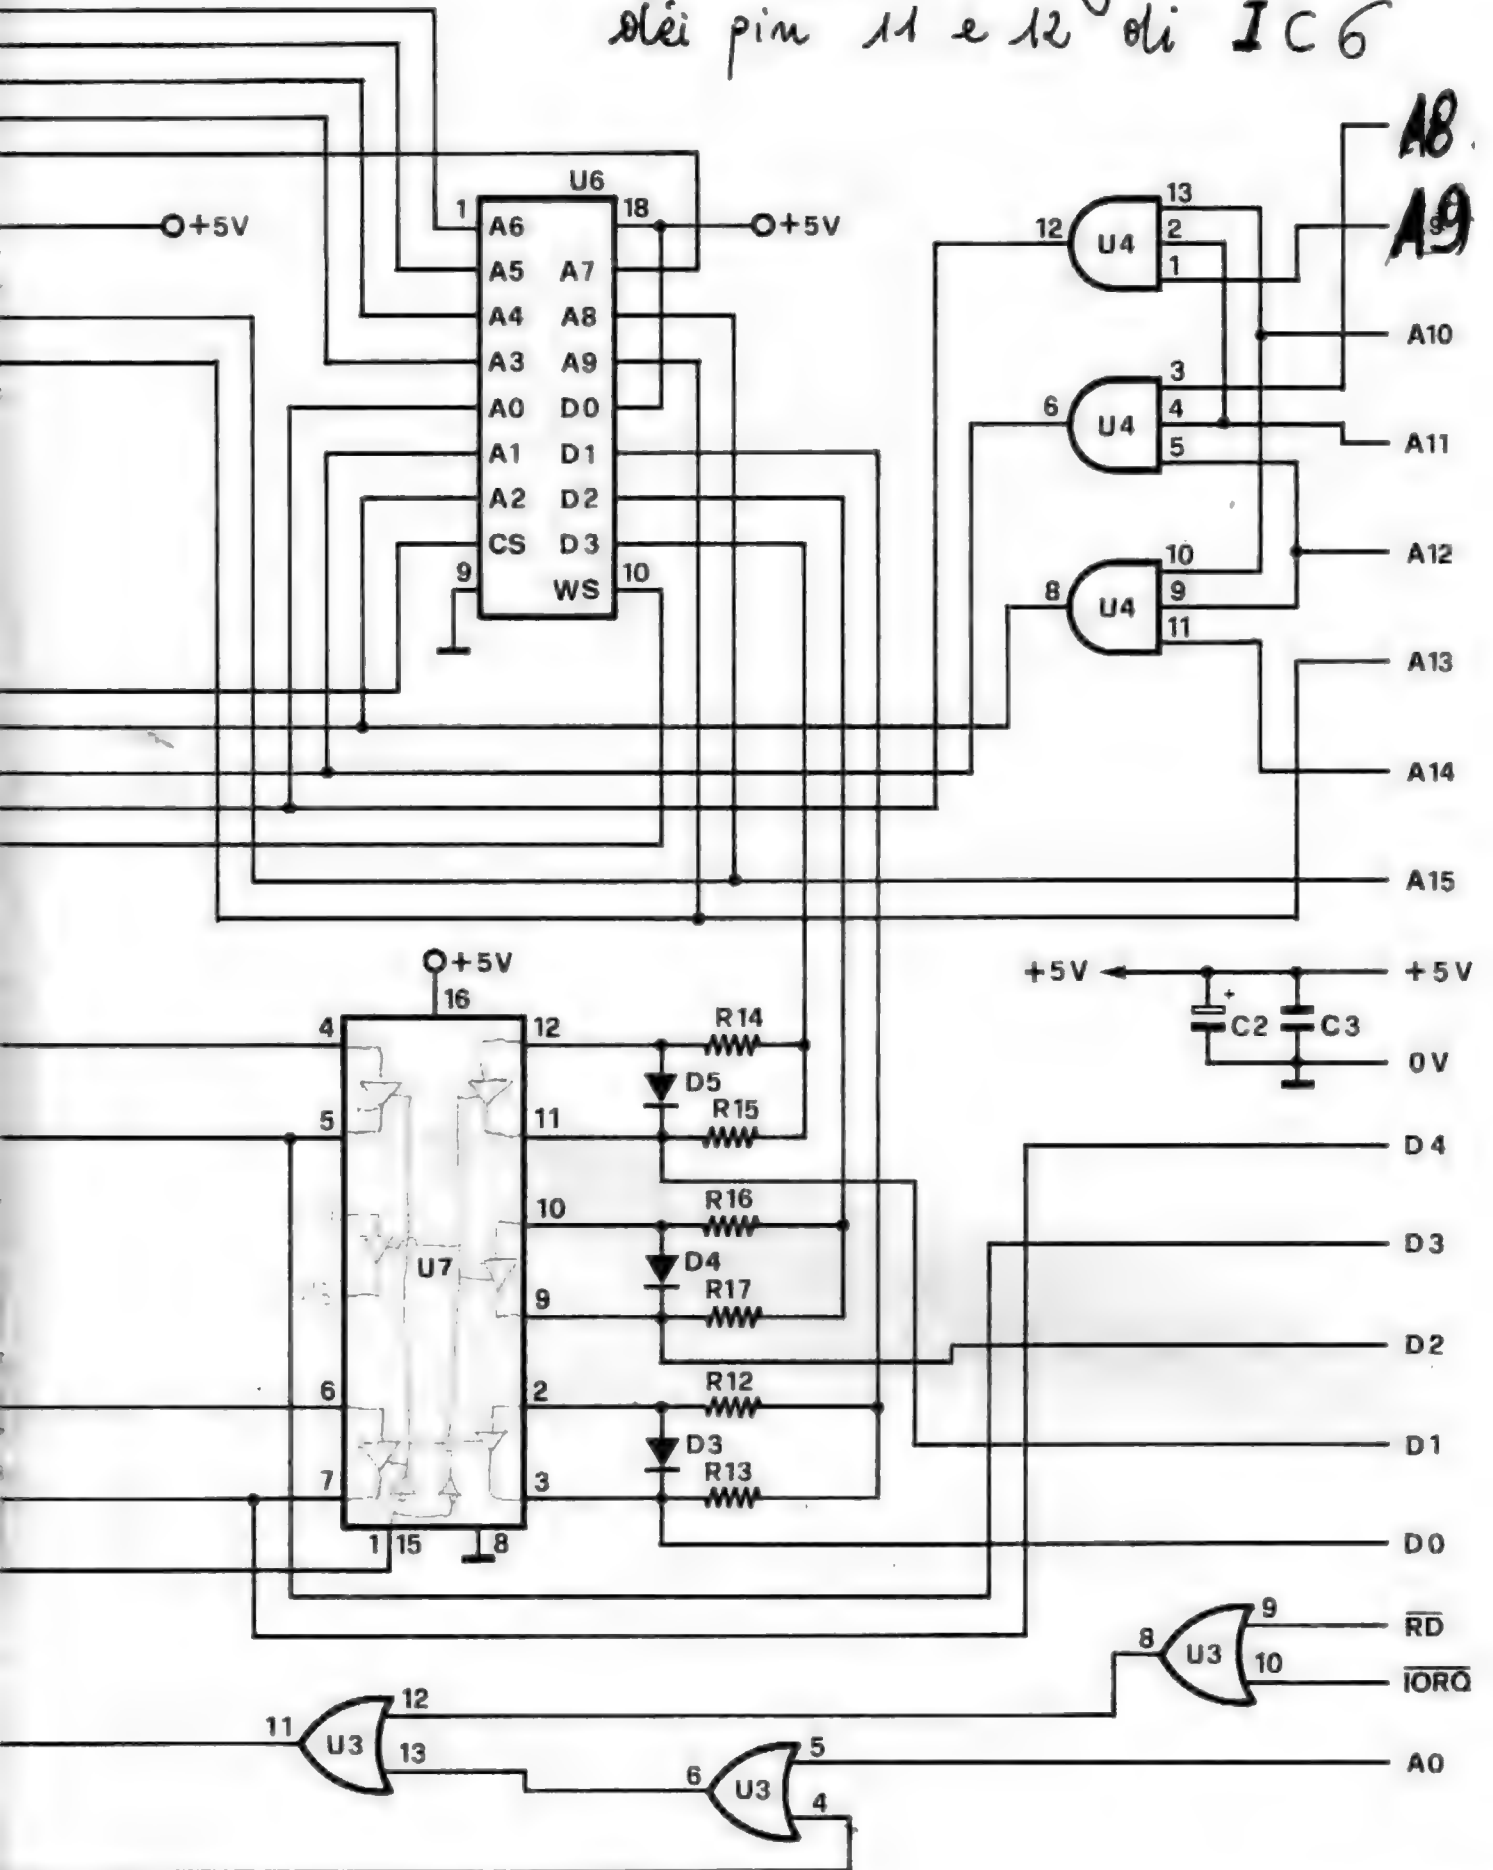 dei pin 11 e 12 di IC6
A8
U6
13
1 A6 18
+5V
+5V
12 U4 2
A9
A5 A7
1
A4 A8
A10
A3 A9
3
A0 D0
6 U4 4
A1 D1
5
A11
A2 D2
CS D3
10
A12
9 WS 10
8 U4 9
11
A13
A14
A15
+5V
+5V
+5V
16
4 12 R14
C2 C3
+
0V
D5
5 11 R15
D4
10 R16
D3
U7
D4
9 R17
D2
6 2 R12
D1
D3
7 3 R13
1 15 8
D0
9
8 U3
RD
10
IORQ
12
11 U3
13
5
A0
6 U3
4